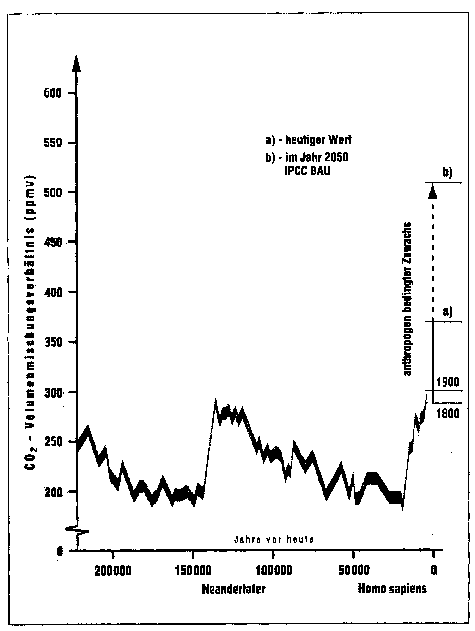 600
550
500
450
400
350
300
250
200
0
CO2 - Volumenmischungsverhältnis (ppmv)
a) - heutiger Wert
b) - im Jahr 2050
IPCC BAU
anthropogen bedingter Zuwachs
b)
a)
1900
1800
Jahre vor heute
200000 150000 100000 50000 0
Neandertaler Homo sapiens